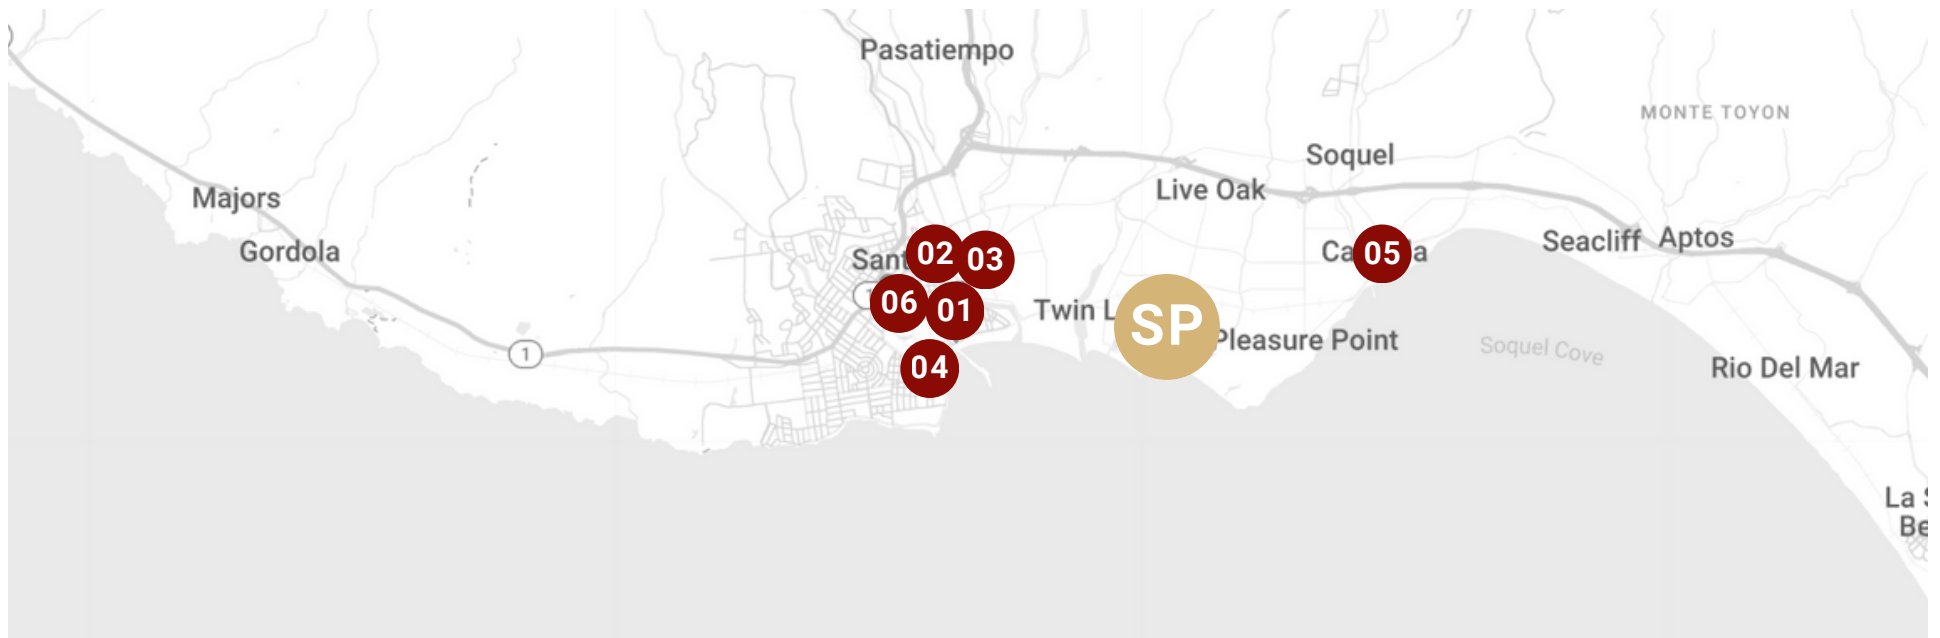 Pasatiempo
MONTE TOYON
Soquel
Live Oak
Majors
Gordola
Seacliff
Aptos
02
03
05
06
01
SP
Pleasure Point
Soquel Cove
1
04
Rio Del Mar
Twin
La